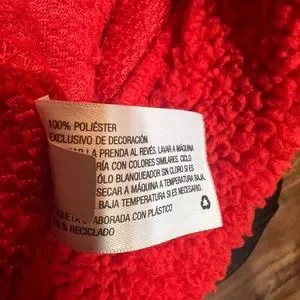 100% POLIÉSTER
EXCLUSIVO DE DECORACIÓN
LA PRENDA AL REVÉS. LAVAR A MÁQUINA
CON COLORES SIMILARES. CICLO
BLANQUEADOR SIN CLORO SI ES
SECAR A MÁQUINA A TEMPERATURA BAJA.
BAJA TEMPERATURA SI ES NECESARIO.
ELABORADA CON PLÁSTICO
RECICLADO